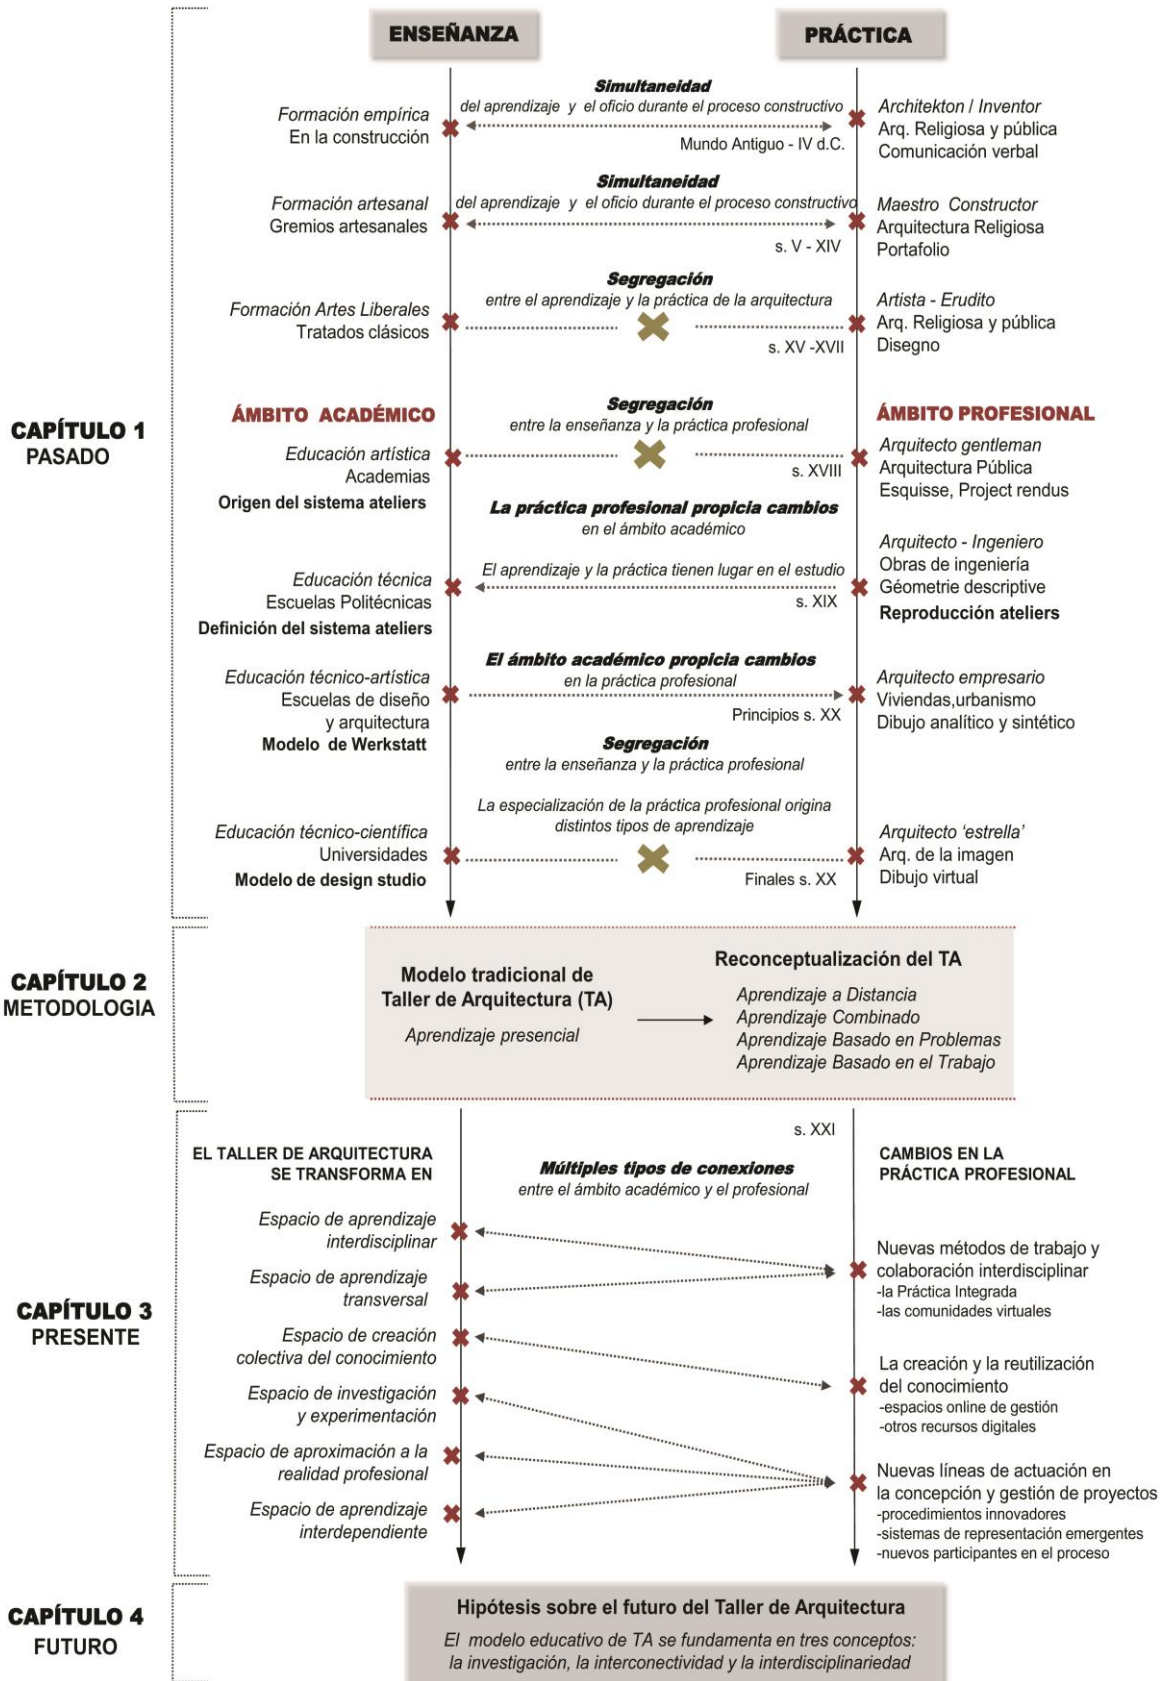 ENSEÑANZA
PRÁCTICA
CAPÍTULO 1
PASADO
Formación empírica
En la construcción
Simultaneidad
del aprendizaje y el oficio durante el proceso constructivo
Mundo Antiguo - IV d.C.
Architekton / Inventor
Arq. Religiosa y pública
Comunicación verbal
Formación artesanal
Gremios artesanales
Simultaneidad
del aprendizaje y el oficio durante el proceso constructivo
s. V - XIV
Maestro Constructor
Arquitectura Religiosa
Portafolio
Formación Artes Liberales
Tratados clásicos
Segregación
entre el aprendizaje y la práctica de la arquitectura
s. XV -XVII
Artista - Erudito
Arq. Religiosa y pública
Disegno
ÁMBITO ACADÉMICO
ÁMBITO PROFESIONAL
Educación artística
Academias
Origen del sistema ateliers
Segregación
entre la enseñanza y la práctica profesional
s. XVIII
Arquitecto gentleman
Arquitectura Pública
Esquisse, Project rendus
La práctica profesional propicia cambios
en el ámbito académico
Educación técnica
Escuelas Politécnicas
Definición del sistema ateliers
El aprendizaje y la práctica tienen lugar en el estudio
s. XIX
Arquitecto - Ingeniero
Obras de ingeniería
Géometrie descriptive
Reproducción ateliers
Educación técnico-artística
Escuelas de diseño
y arquitectura
Modelo de Werkstatt
El ámbito académico propicia cambios
en la práctica profesional
Principios s. XX
Arquitecto empresario
Viviendas,urbanismo
Dibujo analítico y sintético
Segregación
entre la enseñanza y la práctica profesional
La especialización de la práctica profesional origina
distintos tipos de aprendizaje
Educación técnico-científica
Universidades
Modelo de design studio
Finales s. XX
Arquitecto 'estrella'
Arq. de la imagen
Dibujo virtual
CAPÍTULO 2
METODOLOGIA
Modelo tradicional de
Taller de Arquitectura (TA)
Aprendizaje presencial
Reconceptualización del TA
Aprendizaje a Distancia
Aprendizaje Combinado
Aprendizaje Basado en Problemas
Aprendizaje Basado en el Trabajo
CAPÍTULO 3
PRESENTE
s. XXI
EL TALLER DE ARQUITECTURA
SE TRANSFORMA EN
Múltiples tipos de conexiones
entre el ámbito académico y el profesional
CAMBIOS EN LA
PRÁCTICA PROFESIONAL
Espacio de aprendizaje
interdisciplinar
Espacio de aprendizaje
transversal
Espacio de creación
colectiva del conocimiento
Espacio de investigación
y experimentación
Espacio de aproximación a la
realidad profesional
Espacio de aprendizaje
interdependiente
Nuevas métodos de trabajo y
colaboración interdisciplinar
-la Práctica Integrada
-las comunidades virtuales
La creación y la reutilización
del conocimiento
-espacios online de gestión
-otros recursos digitales
Nuevas líneas de actuación en
la concepción y gestión de proyectos
-procedimientos innovadores
-sistemas de representación emergentes
-nuevos participantes en el proceso
CAPÍTULO 4
FUTURO
Hipótesis sobre el futuro del Taller de Arquitectura
El modelo educativo de TA se fundamenta en tres conceptos:
la investigación, la interconectividad y la interdisciplinariedad